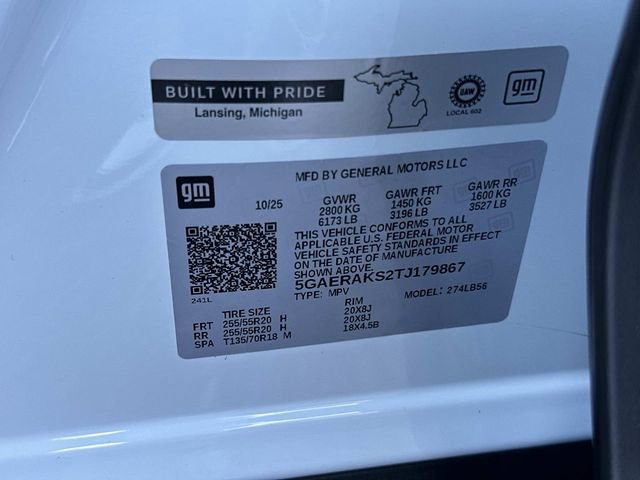 BUILT WITH PRIDE
Lansing, Michigan
UAW
LOCAL 602
gm
MFD BY GENERAL MOTORS LLC
gm
10/25
GVWR
2800 KG
6173 LB
GAWR FRT
1450 KG
3196 LB
GAWR RR
1600 KG
3527 LB
THIS VEHICLE CONFORMS TO ALL
APPLICABLE U.S. FEDERAL MOTOR
VEHICLE SAFETY STANDARDS IN EFFECT
ON THE DATE OF MANUFACTURE
SHOWN ABOVE.
5GAERAKS2TJ179867
TYPE: MPV MODEL: 274LB56
241L
TIRE SIZE RIM
FRT 255/55R20 H 20X8J
RR 255/55R20 H 20X8J
SPA T135/70R18 M 18X4.5B